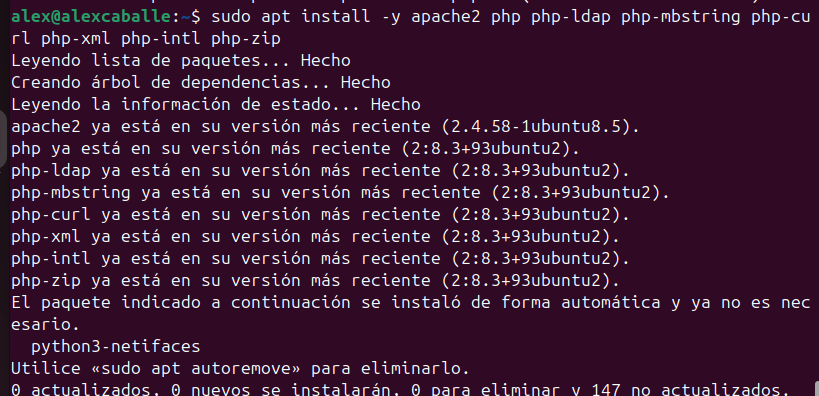 alex@alexcaballe:~$ sudo apt install -y apache2 php php-ldap php-mbstring php-cu
rl php-xml php-intl php-zip
Leyendo lista de paquetes... Hecho
Creando árbol de dependencias... Hecho
Leyendo la información de estado... Hecho
apache2 ya está en su versión más reciente (2.4.58-1ubuntu8.5).
php ya está en su versión más reciente (2:8.3+93ubuntu2).
php-ldap ya está en su versión más reciente (2:8.3+93ubuntu2).
php-mbstring ya está en su versión más reciente (2:8.3+93ubuntu2).
php-curl ya está en su versión más reciente (2:8.3+93ubuntu2).
php-xml ya está en su versión más reciente (2:8.3+93ubuntu2).
php-intl ya está en su versión más reciente (2:8.3+93ubuntu2).
php-zip ya está en su versión más reciente (2:8.3+93ubuntu2).
El paquete indicado a continuación se instaló de forma automática y ya no es nec
esario.
  python3-netifaces
Utilice «sudo apt autoremove» para eliminarlo.
0 actualizados, 0 nuevos se instalarán, 0 para eliminar y 147 no actualizados.